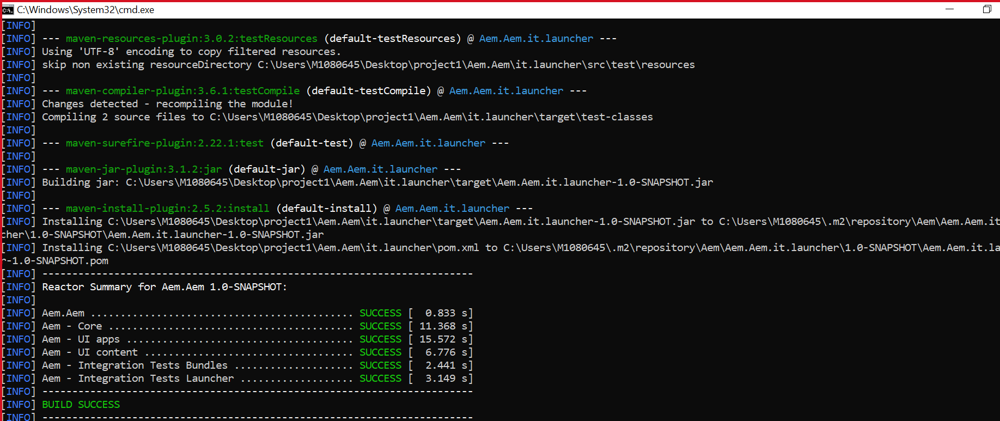 C:\Windows\System32\cmd.exe
[INFO]
[INFO] --- maven-resources-plugin:3.0.2:testResources (default-testResources) @ Aem.Aem.it.launcher ---
[INFO] Using 'UTF-8' encoding to copy filtered resources.
[INFO] skip non existing resourceDirectory C:\Users\M1080645\Desktop\project1\Aem.Aem\it.launcher\src\test\resources
[INFO]
[INFO] --- maven-compiler-plugin:3.6.1:testCompile (default-testCompile) @ Aem.Aem.it.launcher ---
[INFO] Changes detected - recompiling the module!
[INFO] Compiling 2 source files to C:\Users\M1080645\Desktop\project1\Aem.Aem\it.launcher\target\test-classes
[INFO]
[INFO] --- maven-surefire-plugin:2.22.1:test (default-test) @ Aem.Aem.it.launcher ---
[INFO]
[INFO] --- maven-jar-plugin:3.1.2:jar (default-jar) @ Aem.Aem.it.launcher ---
[INFO] Building jar: C:\Users\M1080645\Desktop\project1\Aem.Aem\it.launcher\target\Aem.Aem.it.launcher-1.0-SNAPSHOT.jar
[INFO]
[INFO] --- maven-install-plugin:2.5.2:install (default-install) @ Aem.Aem.it.launcher ---
[INFO] Installing C:\Users\M1080645\Desktop\project1\Aem.Aem\it.launcher\target\Aem.Aem.it.launcher-1.0-SNAPSHOT.jar to C:\Users\M1080645\.m2\repository\Aem\Aem.Aem.it
cher\1.0-SNAPSHOT\Aem.Aem.it.launcher-1.0-SNAPSHOT.jar
[INFO] Installing C:\Users\M1080645\Desktop\project1\Aem.Aem\it.launcher\pom.xml to C:\Users\M1080645\.m2\repository\Aem\Aem.Aem.it.launcher\1.0-SNAPSHOT\Aem.Aem.it.la
r-1.0-SNAPSHOT.pom
[INFO] ------------------------------------------------------------------------
[INFO] Reactor Summary for Aem.Aem 1.0-SNAPSHOT:
[INFO]
[INFO] Aem.Aem ............................................ SUCCESS [  0.833 s]
[INFO] Aem - Core ......................................... SUCCESS [ 11.368 s]
[INFO] Aem - UI apps ...................................... SUCCESS [ 15.572 s]
[INFO] Aem - UI content ................................... SUCCESS [  6.776 s]
[INFO] Aem - Integration Tests Bundles .................... SUCCESS [  2.441 s]
[INFO] Aem - Integration Tests Launcher ................... SUCCESS [  3.149 s]
[INFO] ------------------------------------------------------------------------
[INFO] BUILD SUCCESS
[INFO] ------------------------------------------------------------------------